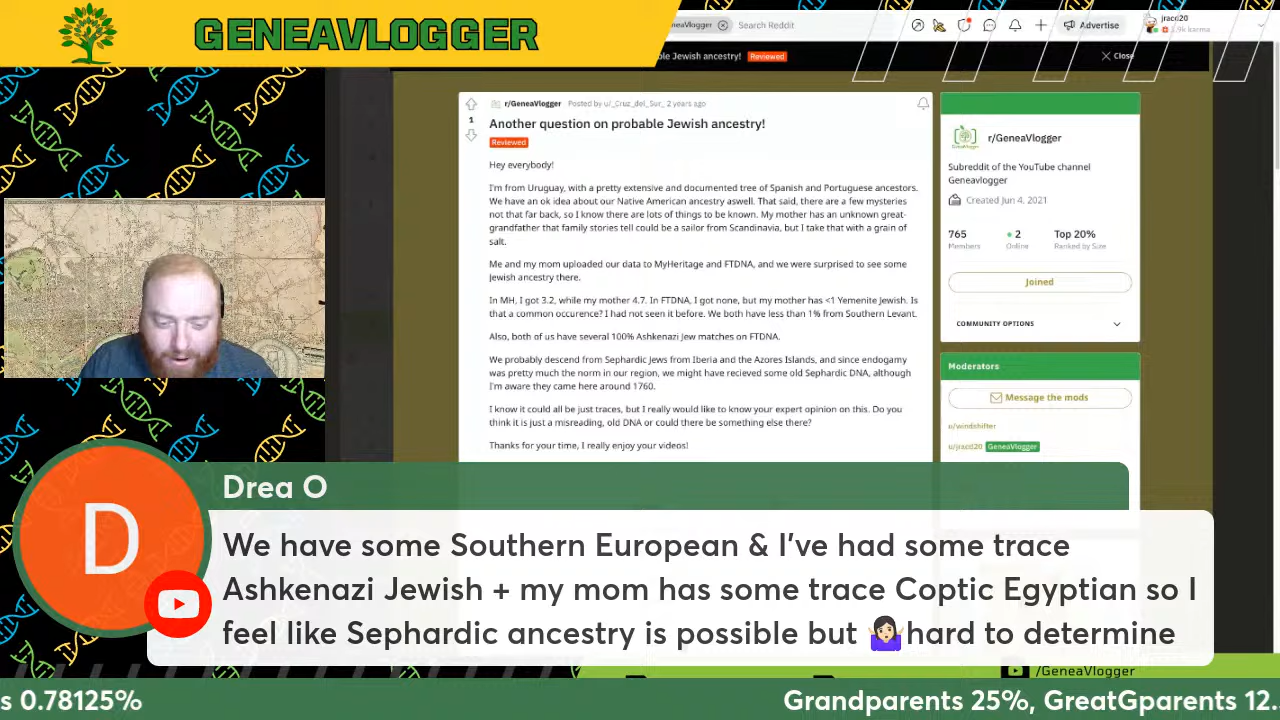 GENEAVLOGGER
eaVlogger
Search Reddit
Advertise
jracd20
1.9k karma
ble Jewish ancestry!
Reviewed
Close
1
r/GeneaVlogger
Posted by u/_Cruz_del_Sur_ 2 years ago
Another question on probable Jewish ancestry!
Reviewed
Hey everybody!
I'm from Uruguay, with a pretty extensive and documented tree of Spanish and Portuguese ancestors.
We have an ok idea about our Native American ancestry aswell. That said, there are a few mysteries
not that far back, so I know there are lots of things to be known. My mother has an unknown great-
grandfather that family stories tell could be a sailor from Scandinavia, but I take that with a grain of
salt.
Me and my mom uploaded our data to MyHeritage and FTDNA, and we were surprised to see some
Jewish ancestry there.
In MH, I got 3.2, while my mother 4.7. In FTDNA, I got none, but my mother has <1 Yemenite Jewish. Is
that a common occurence? I had not seen it before. We both have less than 1% from Southern Levant.
Also, both of us have several 100% Ashkenazi Jew matches on FTDNA.
We probably descend from Sephardic Jews from Iberia and the Azores Islands, and since endogamy
was pretty much the norm in our region, we might have recieved some old Sephardic DNA, although
I'm aware they came here around 1760.
I know it could all be just traces, but I really would like to know your expert opinion on this. Do you
think it is just a misreading, old DNA or could there be something else there?
Thanks for your time, I really enjoy your videos!
r/GeneaVlogger
Subreddit of the YouTube channel
Geneavlogger
Created Jun 4, 2021
765
2
Top 20%
Members
Online
Ranked by Size
Joined
COMMUNITY OPTIONS
Moderators
Message the mods
u/windshifter
u/jracd20
GeneaVlogger
D
Drea O
We have some Southern European & I've had some trace
Ashkenazi Jewish + my mom has some trace Coptic Egyptian so I
feel like Sephardic ancestry is possible but 🤷🏻‍♀️hard to determine
/GeneaVlogger
s 0.78125%
Grandparents 25%, GreatGparents 12.